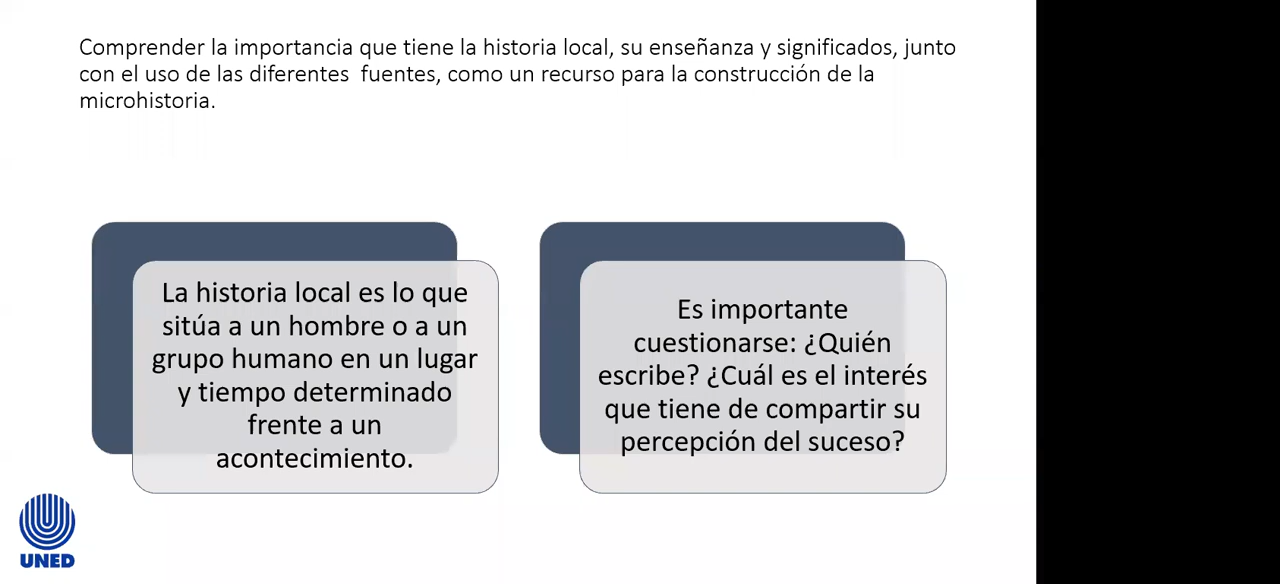 Comprender la importancia que tiene la historia local, su enseñanza y significados, junto
con el uso de las diferentes  fuentes, como un recurso para la construcción de la
microhistoria.
La historia local es lo que
sitúa a un hombre o a un
grupo humano en un lugar
y tiempo determinado
frente a un
acontecimiento.
Es importante
cuestionarse: ¿Quién
escribe? ¿Cuál es el interés
que tiene de compartir su
percepción del suceso?
UNED